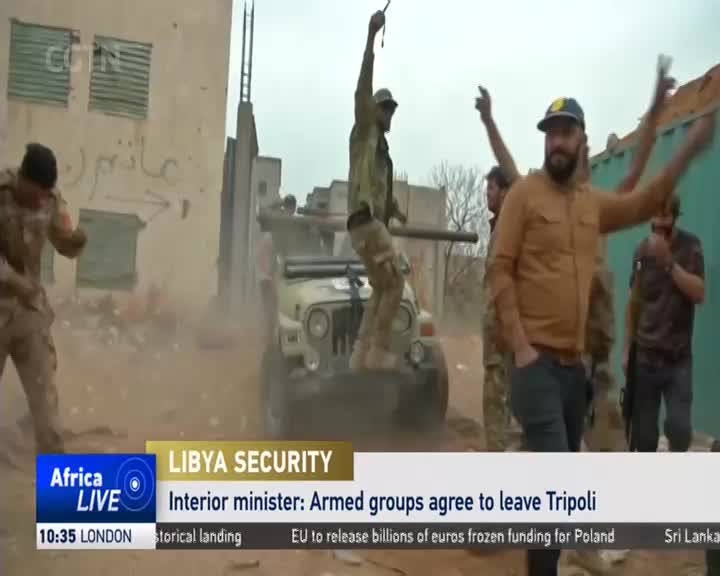 CGTN
LIBYA SECURITY
Africa
LIVE
Interior minister: Armed groups agree to leave Tripoli
10:35 LONDON
storical landing EU to release billions of euros frozen funding for Poland Sri Lanka